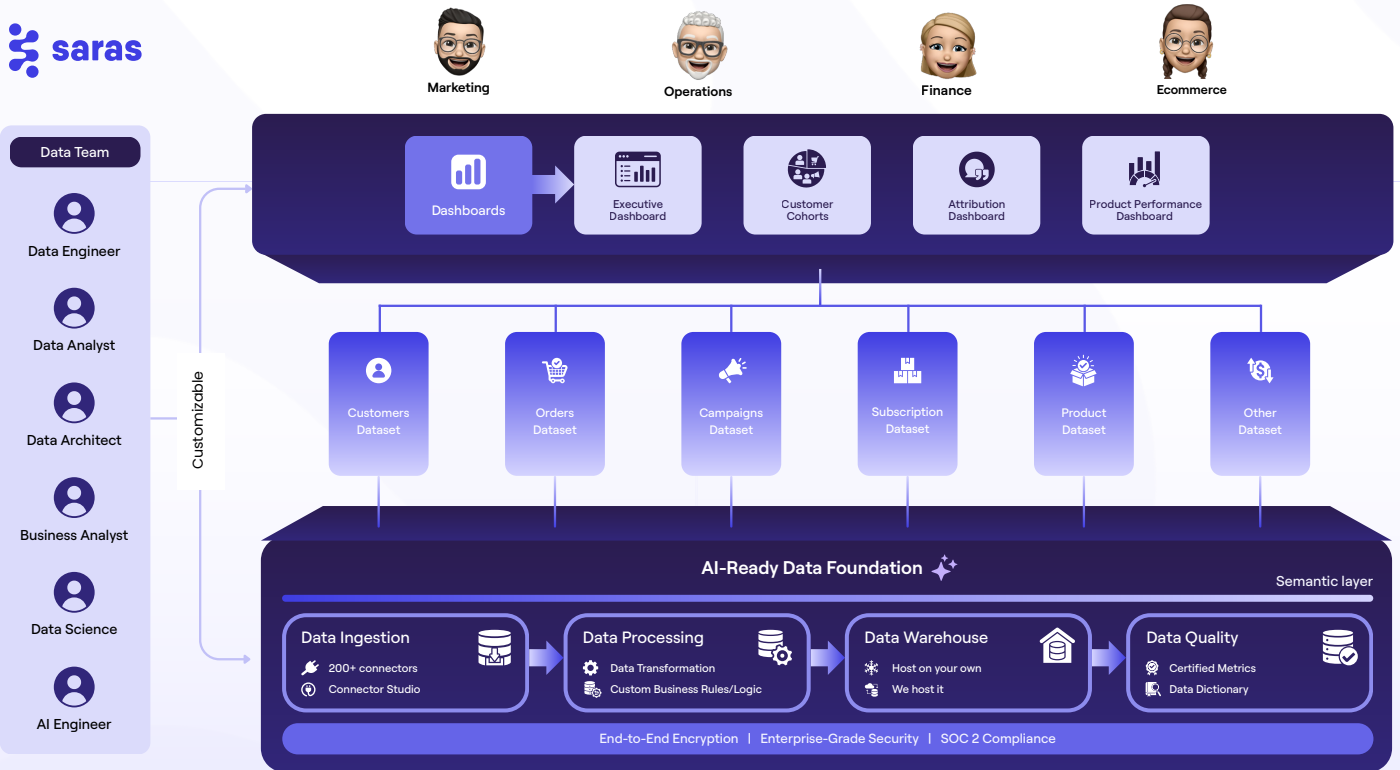 saras
Marketing
Operations
Finance
Ecommerce
Data Team
Data Engineer
Data Analyst
Data Architect
Business Analyst
Data Science
AI Engineer
Customizable
Dashboards
Executive
Dashboard
Customer
Cohorts
Attribution
Dashboard
Product Performance
Dashboard
Customers
Dataset
Orders
Dataset
Campaigns
Dataset
Subscription
Dataset
Product
Dataset
Other
Dataset
AI-Ready Data Foundation
Semantic layer
Data Ingestion
200+ connectors
Connector Studio
Data Processing
Data Transformation
Custom Business Rules/Logic
Data Warehouse
Host on your own
We host it
Data Quality
Certified Metrics
Data Dictionary
End-to-End Encryption | Enterprise-Grade Security | SOC 2 Compliance